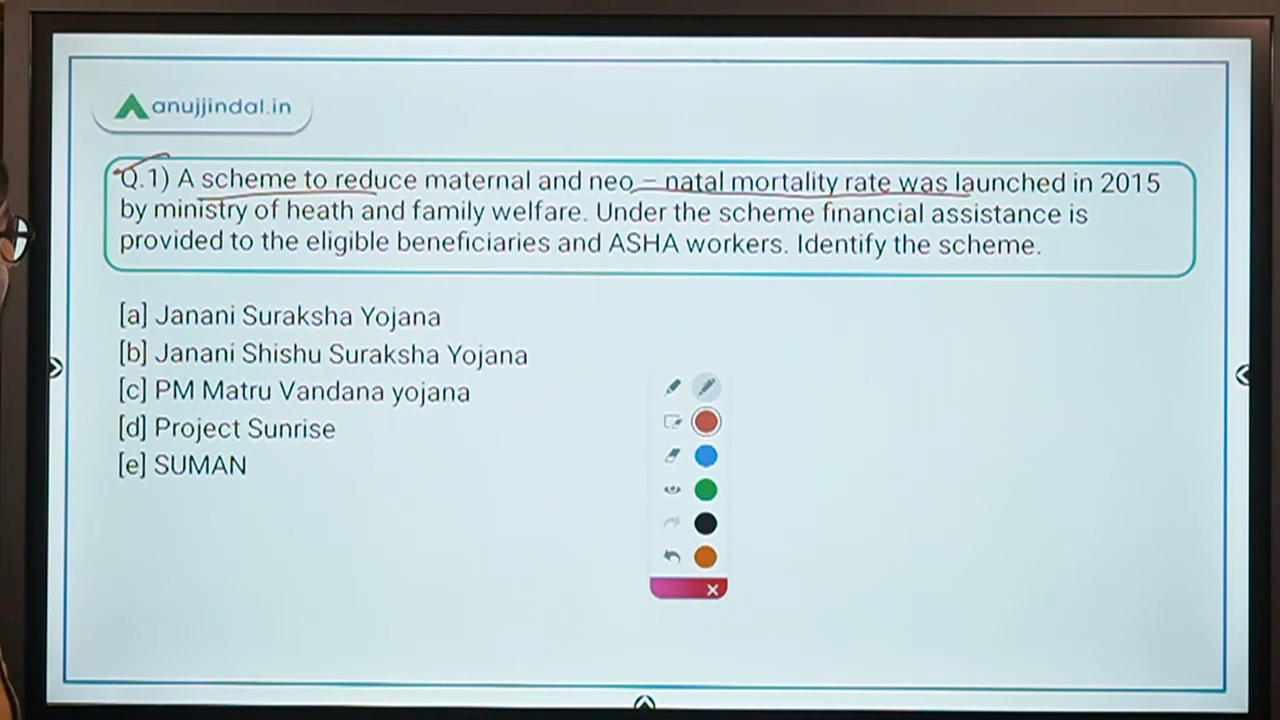 anujjindal.in
Q.1) A scheme to reduce maternal and neo – natal mortality rate was launched in 2015
by ministry of heath and family welfare. Under the scheme financial assistance is
provided to the eligible beneficiaries and ASHA workers. Identify the scheme.
[a] Janani Suraksha Yojana
[b] Janani Shishu Suraksha Yojana
[c] PM Matru Vandana yojana
[d] Project Sunrise
[e] SUMAN